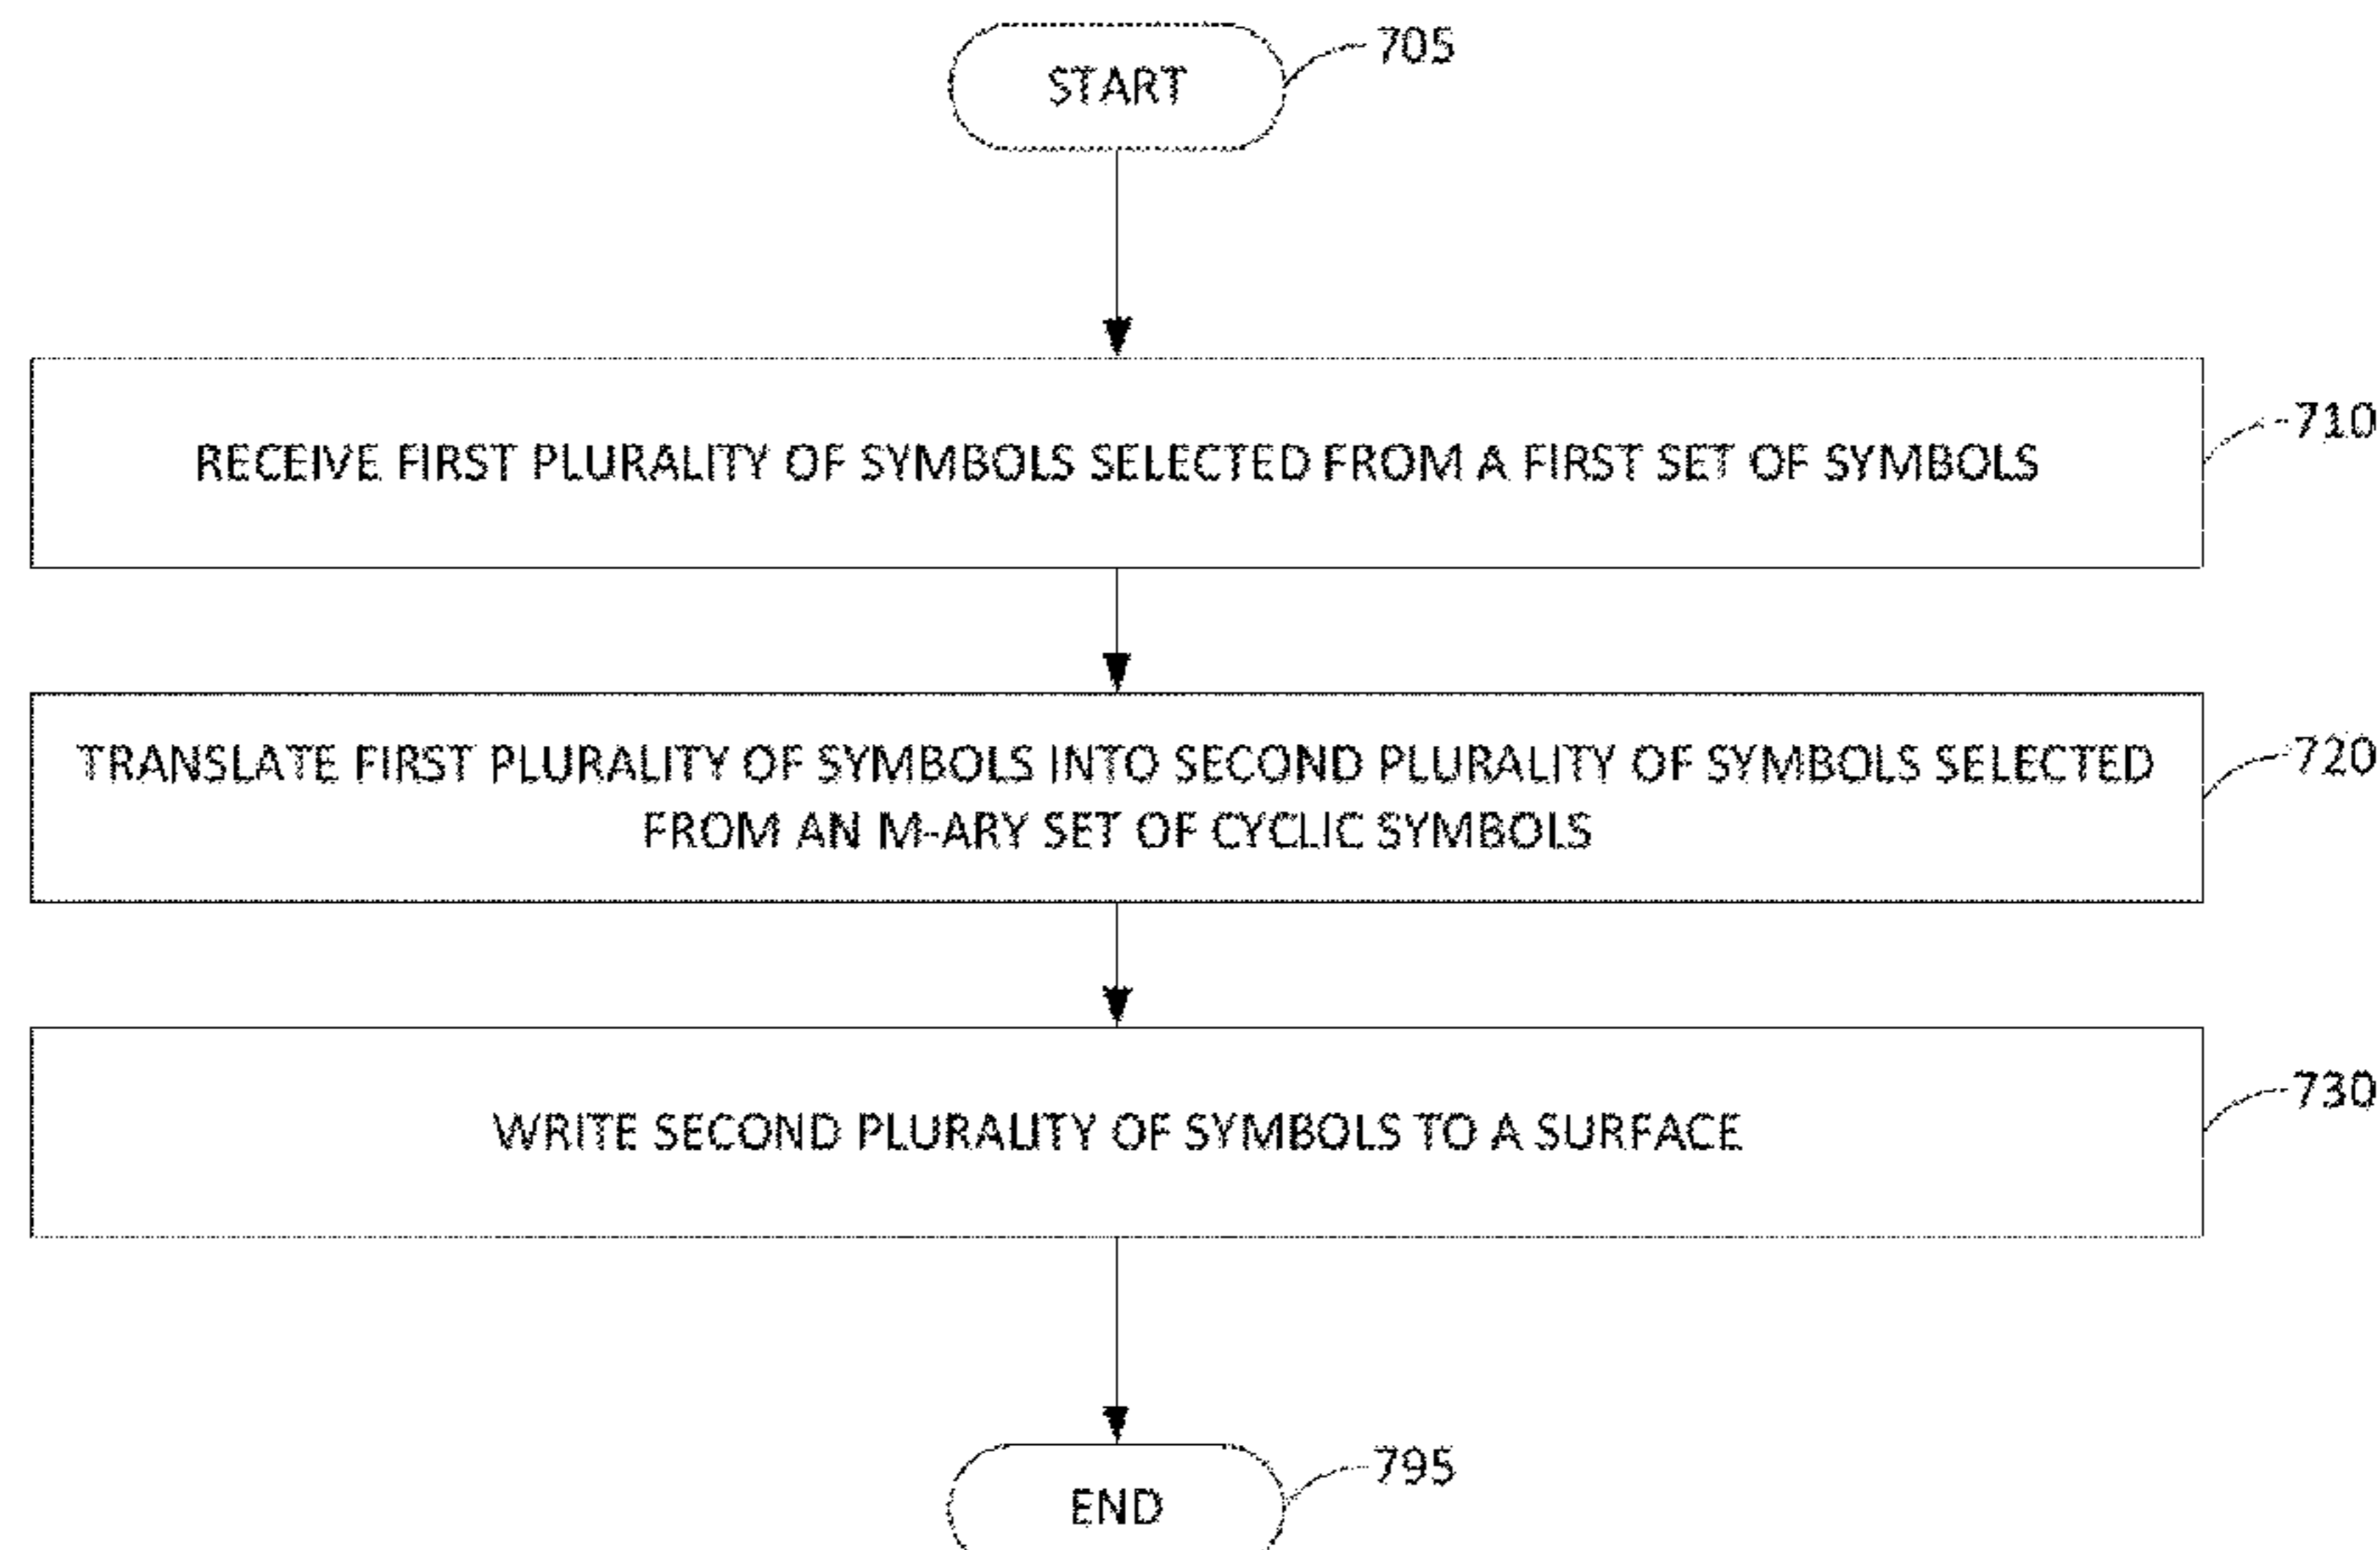 START
705
RECEIVE FIRST PLURALITY OF SYMBOLS SELECTED FROM A FIRST SET OF SYMBOLS
710
TRANSLATE FIRST PLURALITY OF SYMBOLS INTO SECOND PLURALITY OF SYMBOLS SELECTED
FROM AN M-ARY SET OF CYCLIC SYMBOLS
720
WRITE SECOND PLURALITY OF SYMBOLS TO A SURFACE
730
END
795